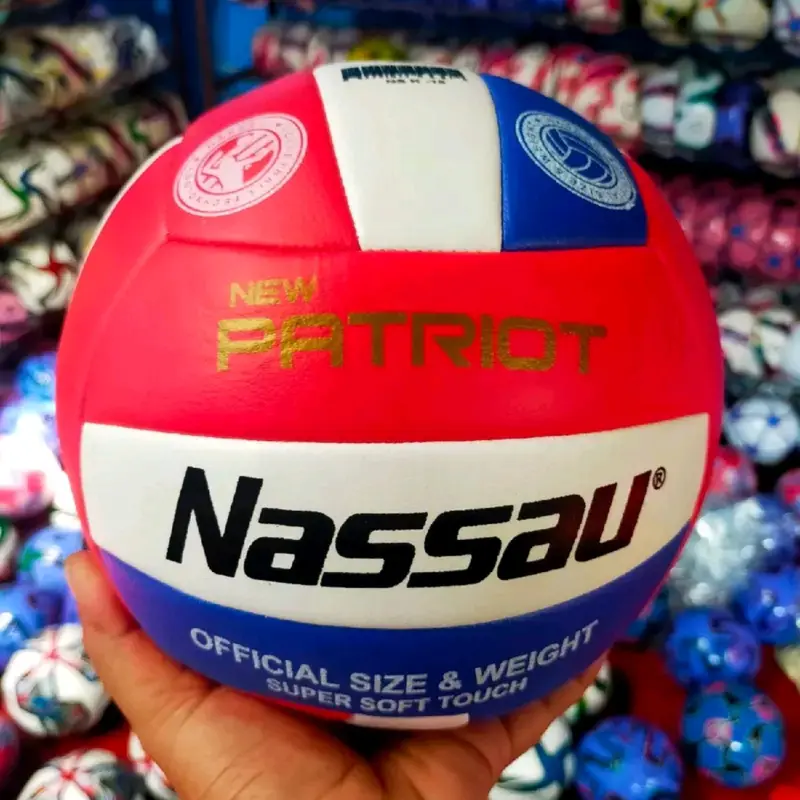 NEW
PATRIOT
Nassau®
OFFICIAL SIZE & WEIGHT
SUPER SOFT TOUCH